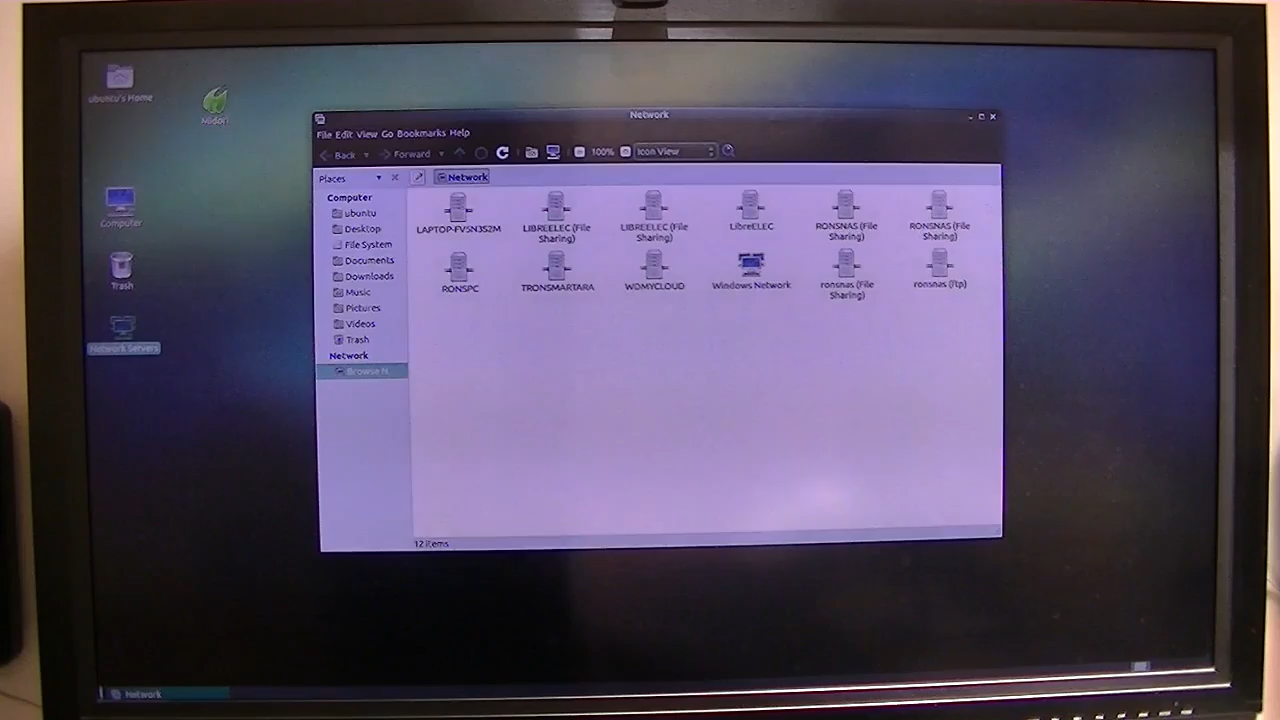 ubuntu's Home
Midori
Computer
Trash
Network Servers
Network
File Edit View Go Bookmarks Help
Back Forward 100% Icon View
Places Network
Computer
ubuntu
Desktop
File System
Documents
Downloads
Music
Pictures
Videos
Trash
Network
Browse N.
LAPTOP-FV5N3S2M LIBREELEC (File Sharing) LIBREELEC (File Sharing) LibreELEC RONSNAS (File Sharing) RONSNAS (File Sharing)
RONSPC TRONSMARTARA WDMYCLOUD Windows Network ronsnas (File Sharing) ronsnas (ftp)
12 items
Network